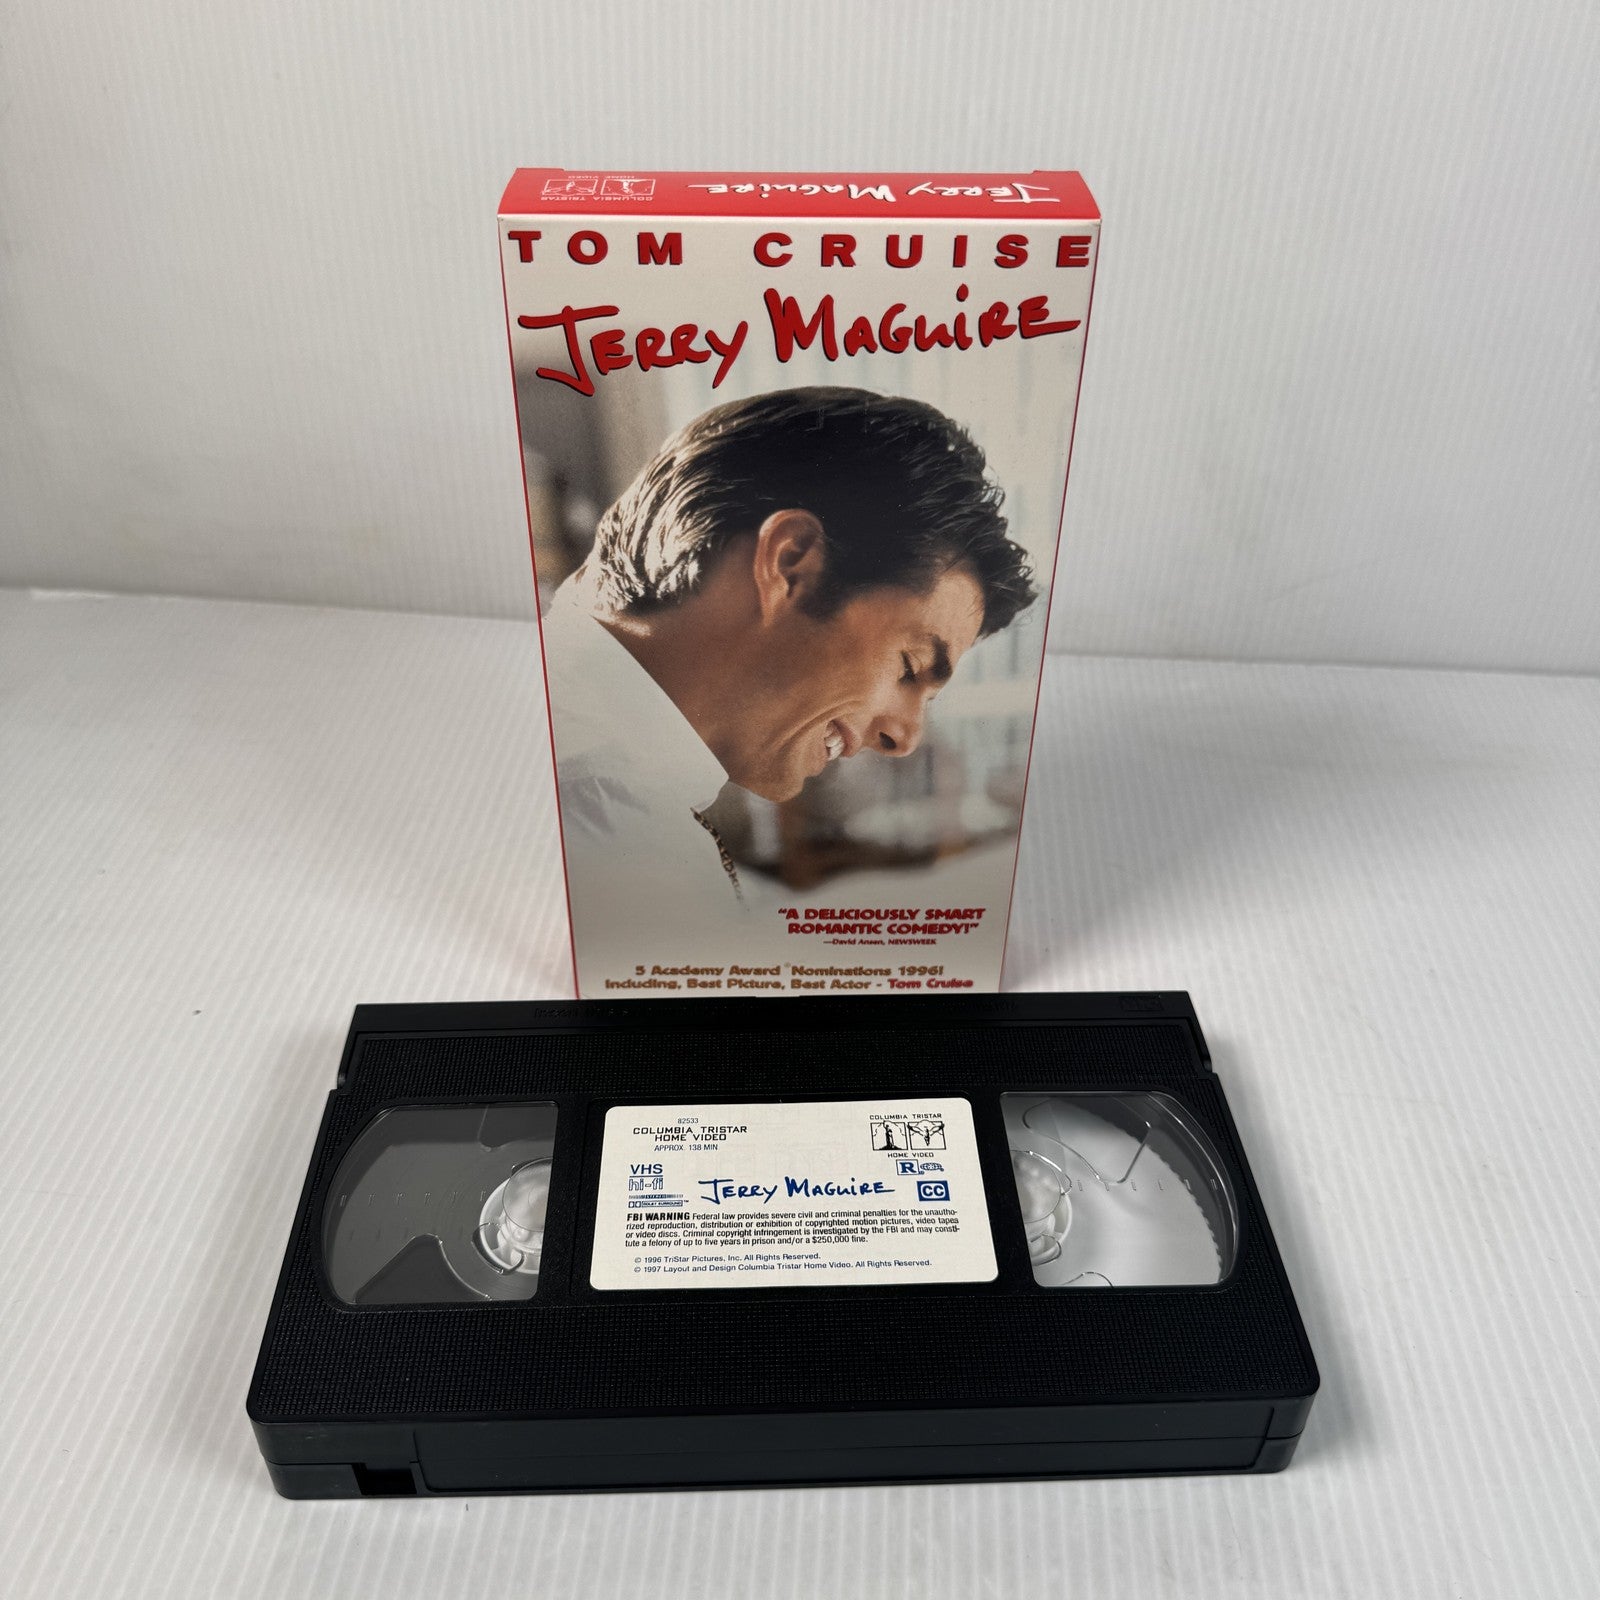 JERRY MAGUIRE
COLUMBIA TRISTAR
HOME VIDEO
TOM CRUISE
JERRY MAGUIRE
"A DELICIOUSLY SMART
ROMANTIC COMEDY!"
—David Ansen, NEWSWEEK
5 Academy Award® Nominations 1996!
Including, Best Picture, Best Actor - Tom Cruise
VHS
82533
COLUMBIA TRISTAR
HOME VIDEO
APPROX. 138 MIN.
COLUMBIA TRISTAR
HOME VIDEO
VHS
hi-fi
STEREO
DOLBY SURROUND™
JERRY MAGUIRE
R
CC
FBI WARNING Federal law provides severe civil and criminal penalties for the unautho-
rized reproduction, distribution or exhibition of copyrighted motion pictures, video tapes
or video discs. Criminal copyright infringement is investigated by the FBI and may consti-
tute a felony of up to five years in prison and/or a $250,000 fine.
© 1996 TriStar Pictures, Inc. All Rights Reserved.
© 1997 Layout and Design Columbia Tristar Home Video. All Rights Reserved.